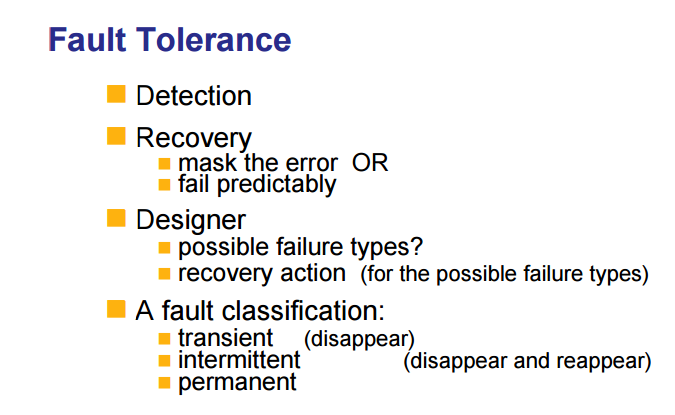 Fault Tolerance
Detection
Recovery
mask the error OR
fail predictably
Designer
possible failure types?
recovery action (for the possible failure types)
A fault classification:
transient (disappear)
intermittent (disappear and reappear)
permanent